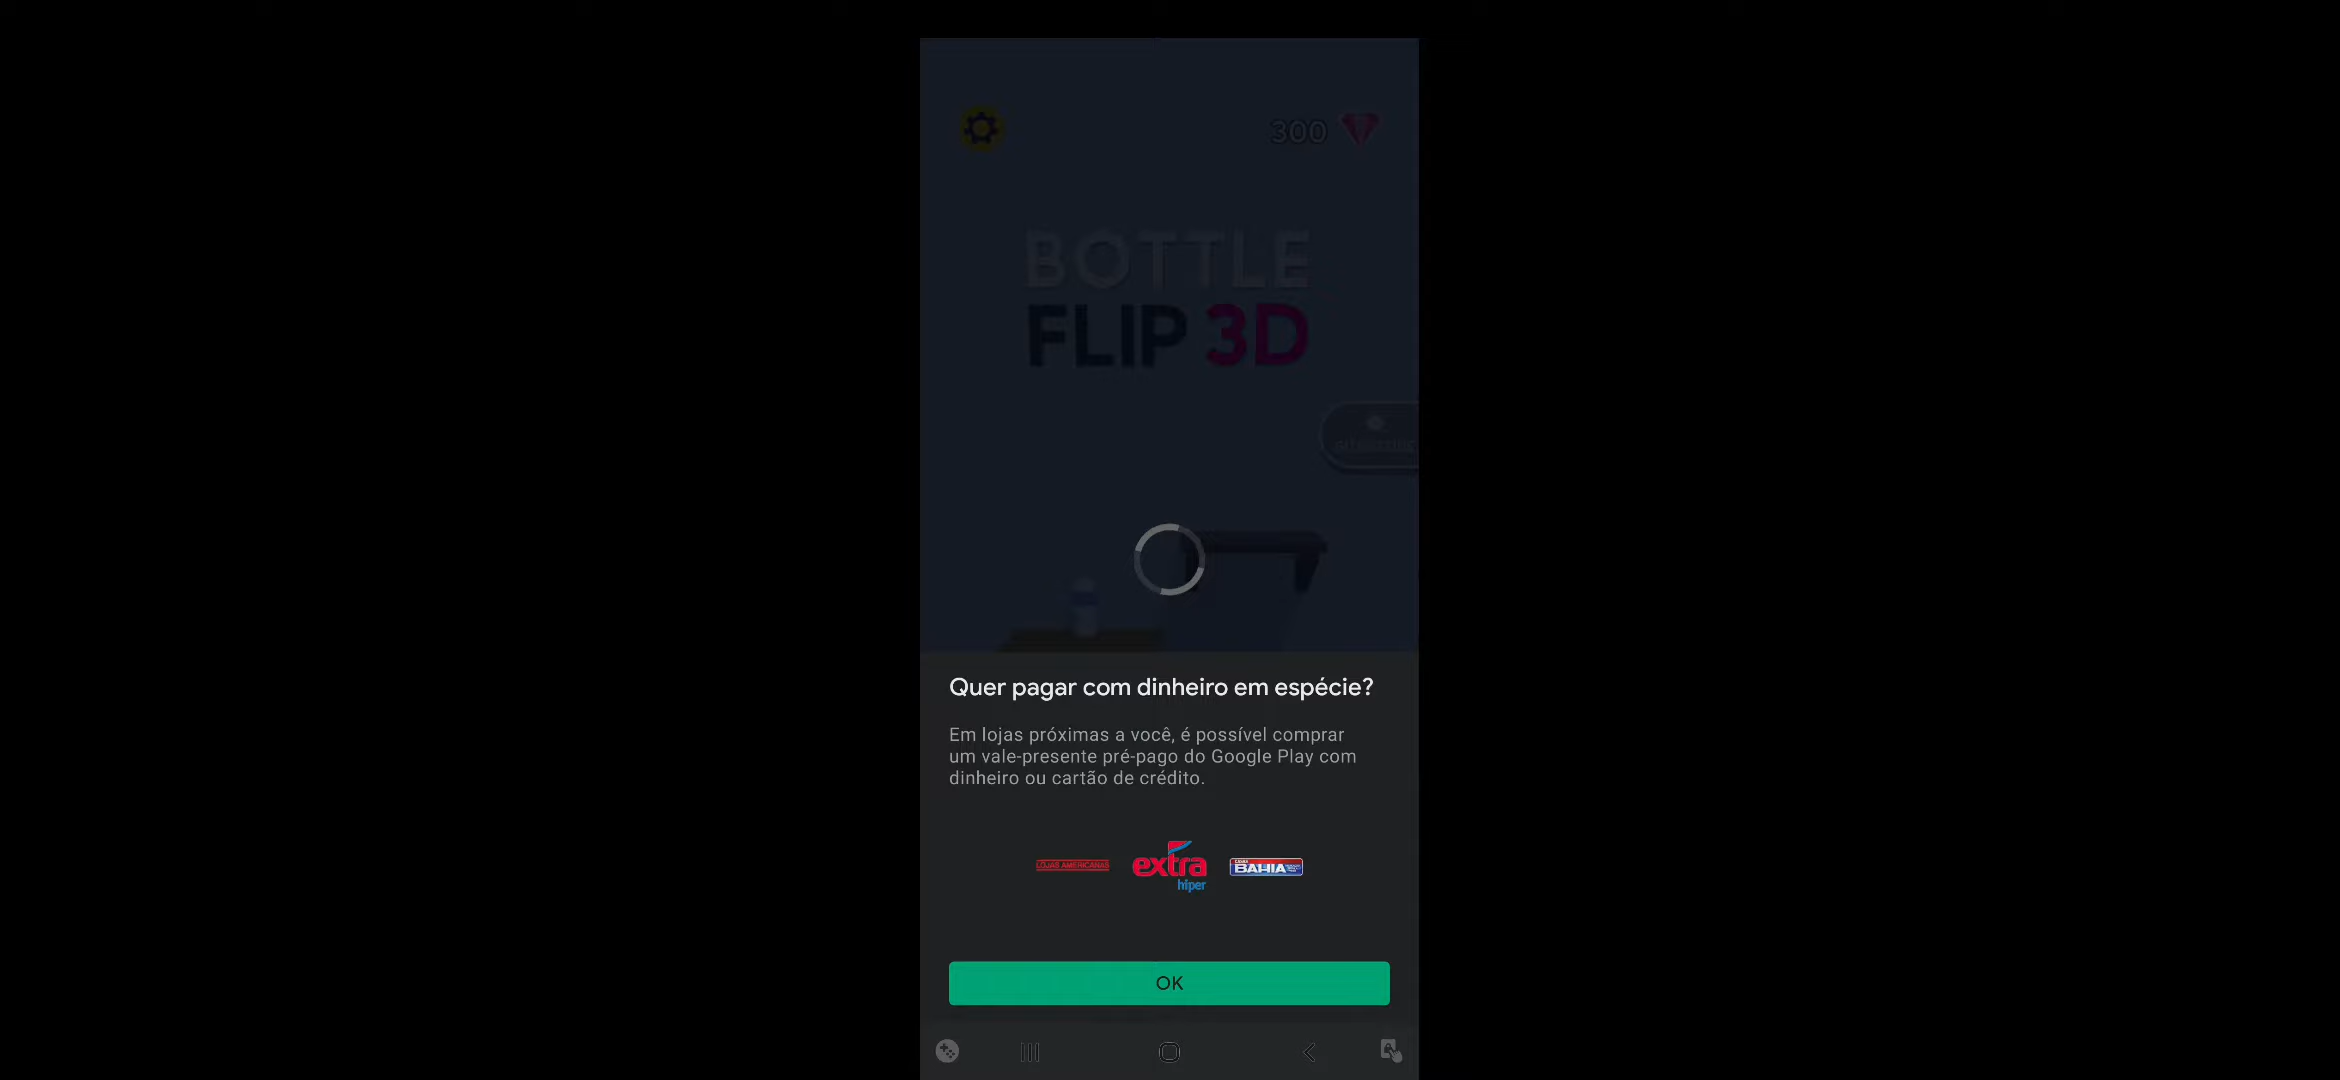 300
BOTTLE
FLIP 3D
Quer pagar com dinheiro em espécie?
Em lojas próximas a você, é possível comprar
um vale-presente pré-pago do Google Play com
dinheiro ou cartão de crédito.
LOJAS AMERICANAS
extra
hiper
CASAS
BAHIA
OK